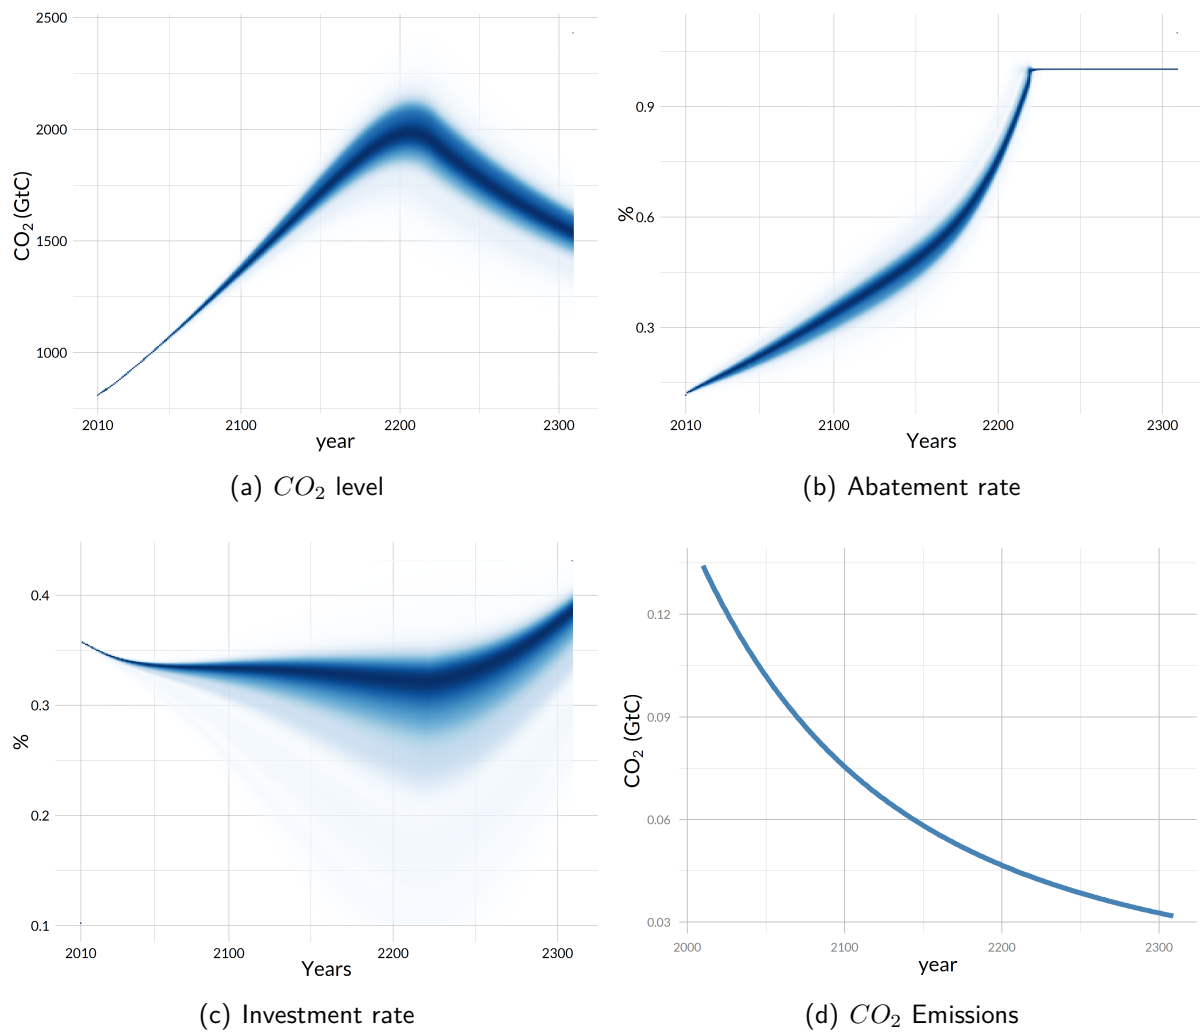 2500
2000
1500
1000
CO₂ (GtC)
2010 2100 2200 2300
year
(a) CO₂ level
0.9
0.6
0.3
%
2010 2100 2200 2300
Years
(b) Abatement rate
0.4
0.3
0.2
0.1
%
2010 2100 2200 2300
Years
(c) Investment rate
0.12
0.09
0.06
0.03
CO₂ (GtC)
2000 2100 2200 2300
year
(d) CO₂ Emissions